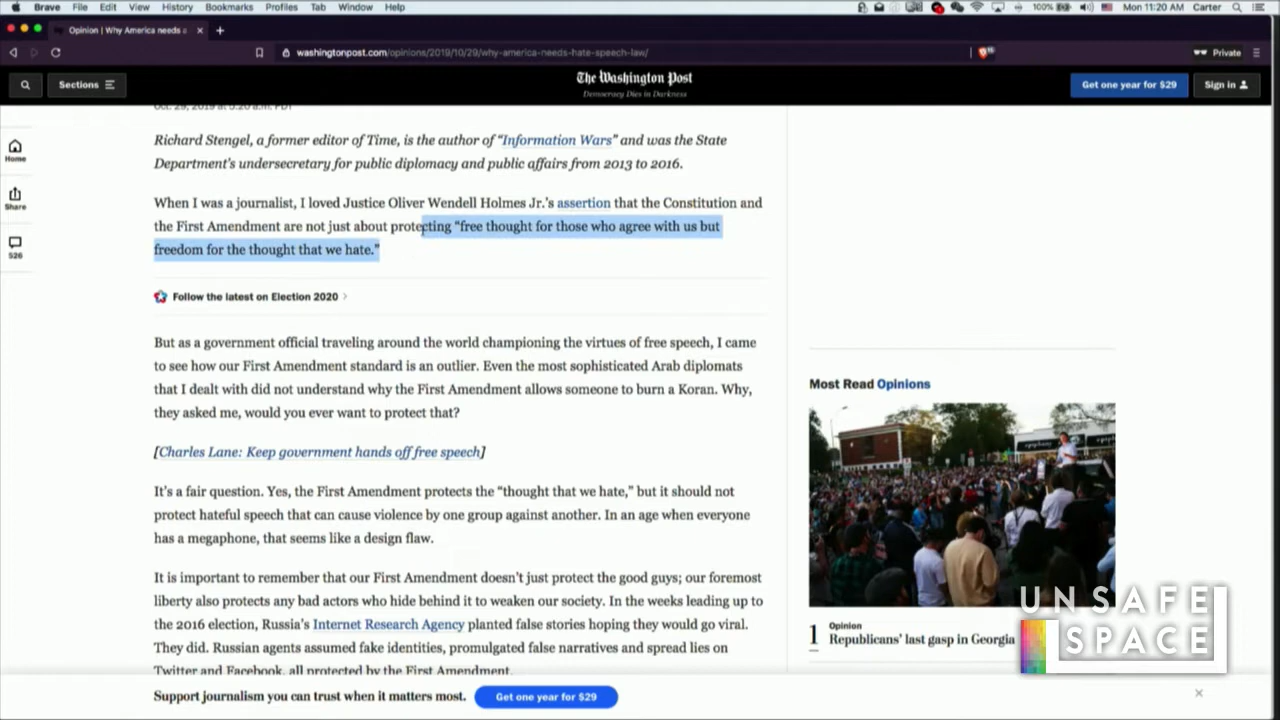 Brave File Edit View History Bookmarks Profiles Tab Window Help
100% Mon 11:20 AM Carter
Opinion | Why America needs a
washingtonpost.com/opinions/2019/10/29/why-america-needs-hate-speech-law/
Private
Sections
The Washington Post
Democracy Dies in Darkness
Get one year for $29
Sign in
Oct. 29, 2019 at 5:20 a.m. PDT
Home
Share
526
Richard Stengel, a former editor of Time, is the author of “Information Wars” and was the State
Department’s undersecretary for public diplomacy and public affairs from 2013 to 2016.
When I was a journalist, I loved Justice Oliver Wendell Holmes Jr.’s assertion that the Constitution and
the First Amendment are not just about protecting “free thought for those who agree with us but
freedom for the thought that we hate.”
Follow the latest on Election 2020
But as a government official traveling around the world championing the virtues of free speech, I came
to see how our First Amendment standard is an outlier. Even the most sophisticated Arab diplomats
that I dealt with did not understand why the First Amendment allows someone to burn a Koran. Why,
they asked me, would you ever want to protect that?
[Charles Lane: Keep government hands off free speech]
It’s a fair question. Yes, the First Amendment protects the “thought that we hate,” but it should not
protect hateful speech that can cause violence by one group against another. In an age when everyone
has a megaphone, that seems like a design flaw.
It is important to remember that our First Amendment doesn’t just protect the good guys; our foremost
liberty also protects any bad actors who hide behind it to weaken our society. In the weeks leading up to
the 2016 election, Russia’s Internet Research Agency planted false stories hoping they would go viral.
They did. Russian agents assumed fake identities, promulgated false narratives and spread lies on
Twitter and Facebook, all protected by the First Amendment.
Most Read Opinions
1 Opinion
Republicans’ last gasp in Georgia
UNSAFE
SPACE
Support journalism you can trust when it matters most.
Get one year for $29